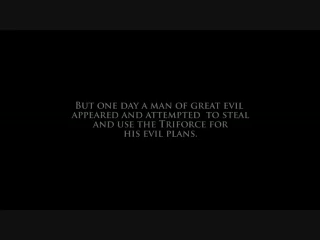 But one day a man of great evil
appeared and attempted to steal
and use the Triforce for
his evil plans.